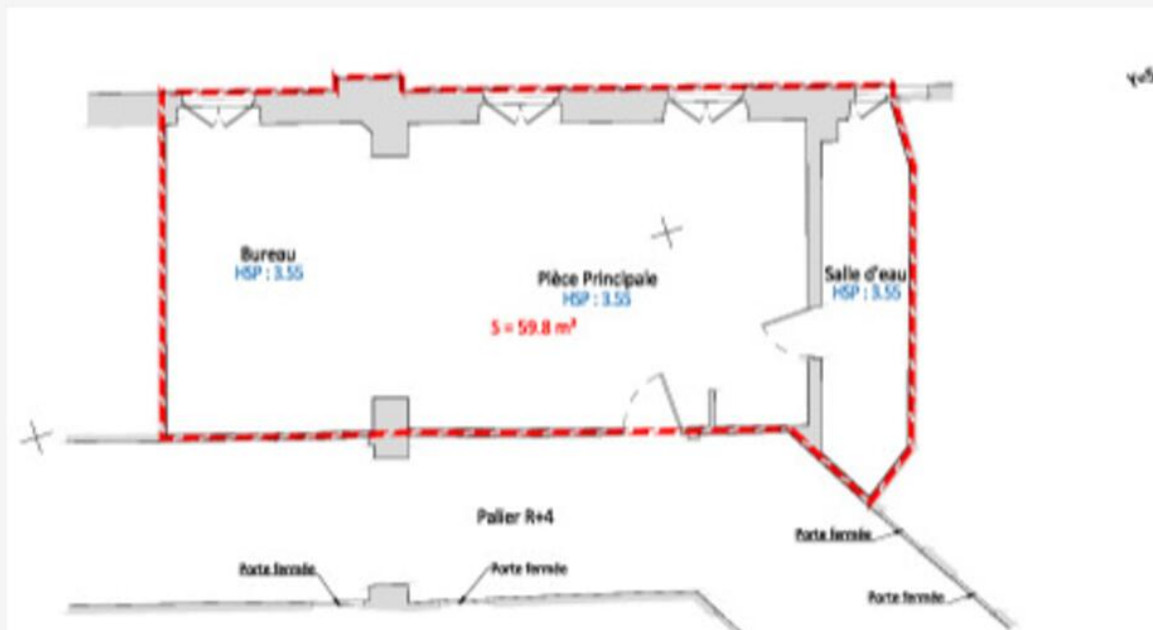 Bureau
HSP : 3.55
Pièce Principale
HSP : 3.55
S = 59.8 m²
Salle d'eau
HSP : 3.55
Palier R+4
Porte fermée
Porte fermée
Porte fermée
Porte fermée